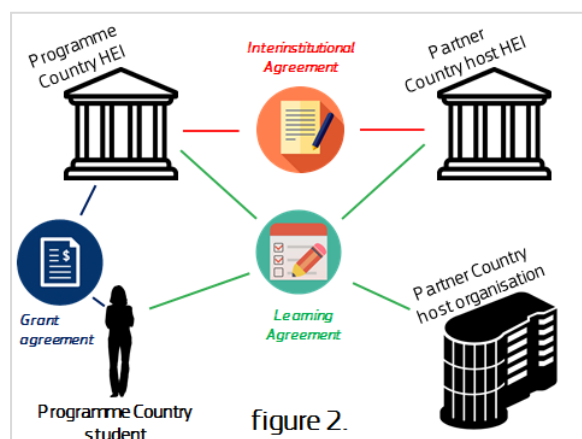 Programme
Country HEI
Interinstitutional
Agreement
Partner
Country host HEI
$
Grant
agreement
Learning
Agreement
Partner Country
host organisation
Programme Country
student
figure 2.